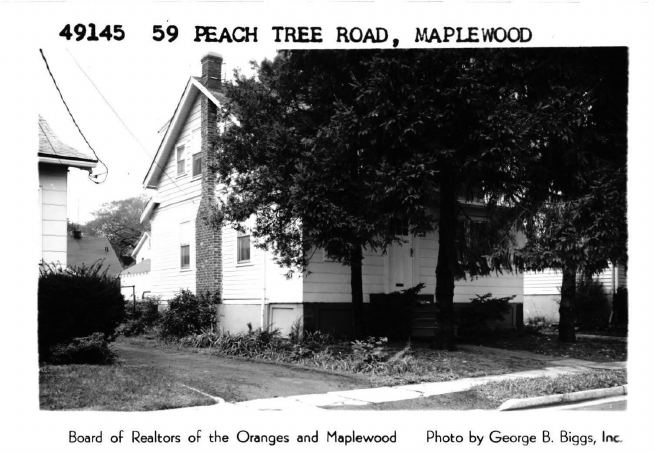 49145 59 PEACH TREE ROAD, MAPLEWOOD
Board of Realtors of the Oranges and Maplewood Photo by George B. Biggs, Inc.